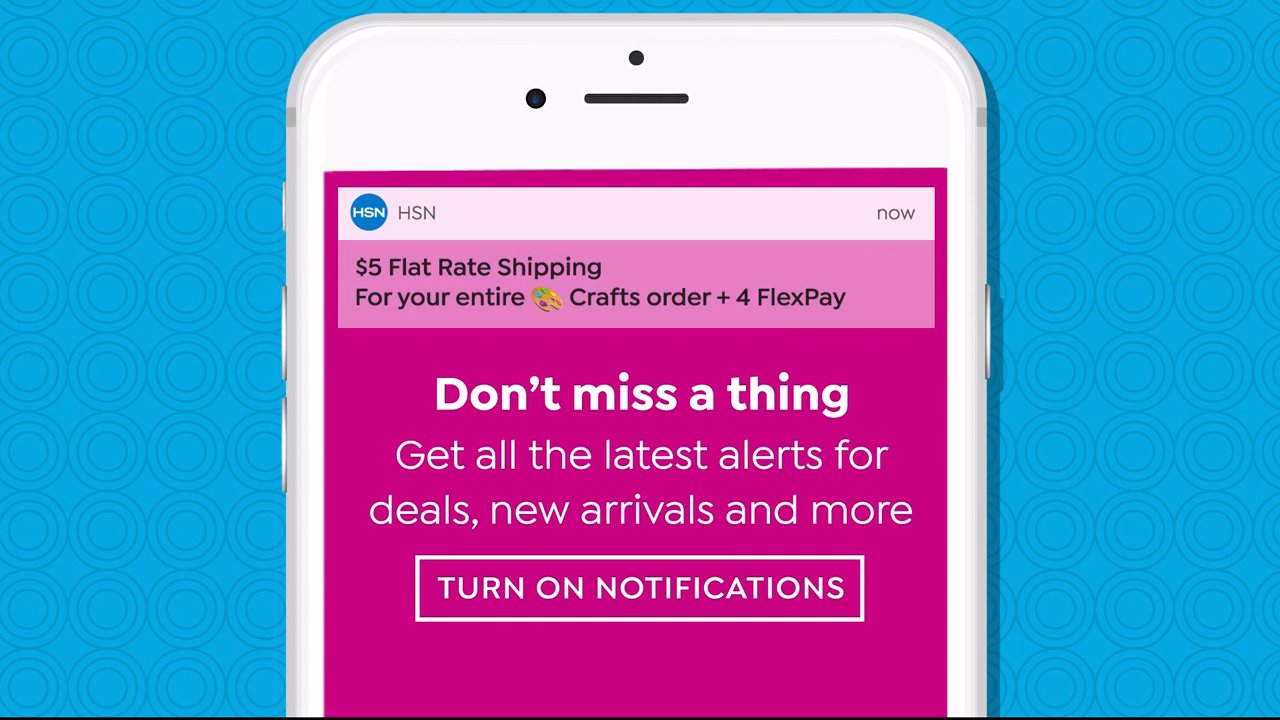 HSN HSN now
$5 Flat Rate Shipping
For your entire 🎨 Crafts order + 4 FlexPay
Don't miss a thing
Get all the latest alerts for
deals, new arrivals and more
TURN ON NOTIFICATIONS